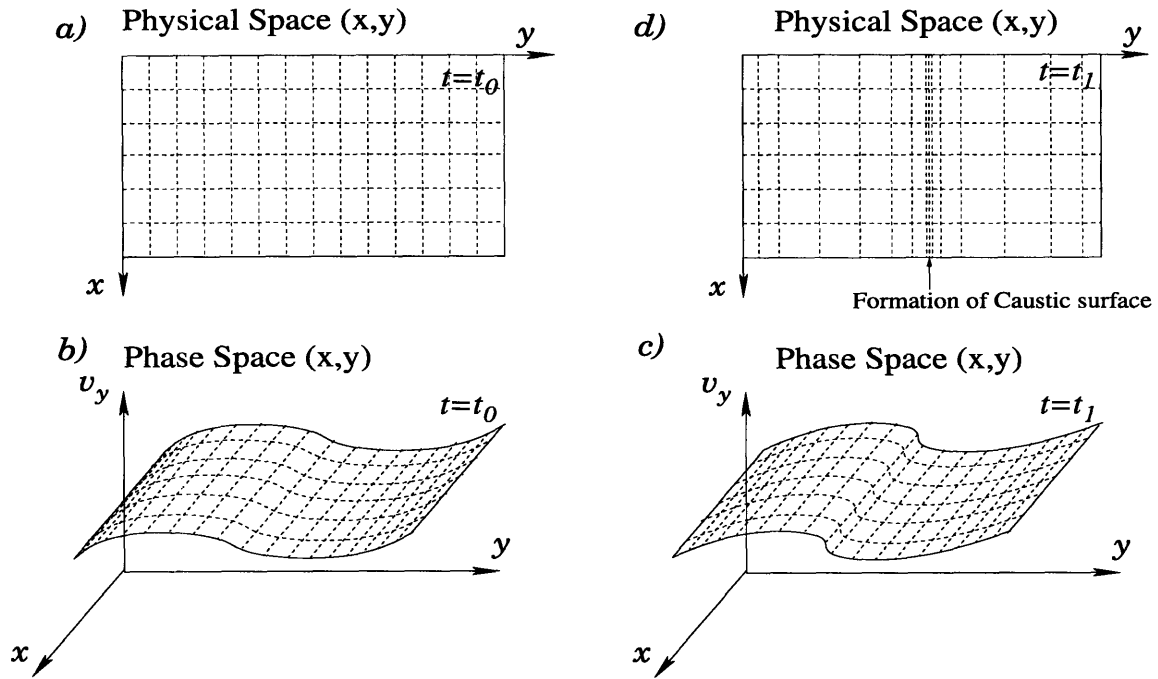 a) Physical Space (x,y)
y
t=t0
x
d) Physical Space (x,y)
y
t=t1
x
Formation of Caustic surface
b) Phase Space (x,y)
vy
t=t0
y
x
c) Phase Space (x,y)
vy
t=t1
y
x